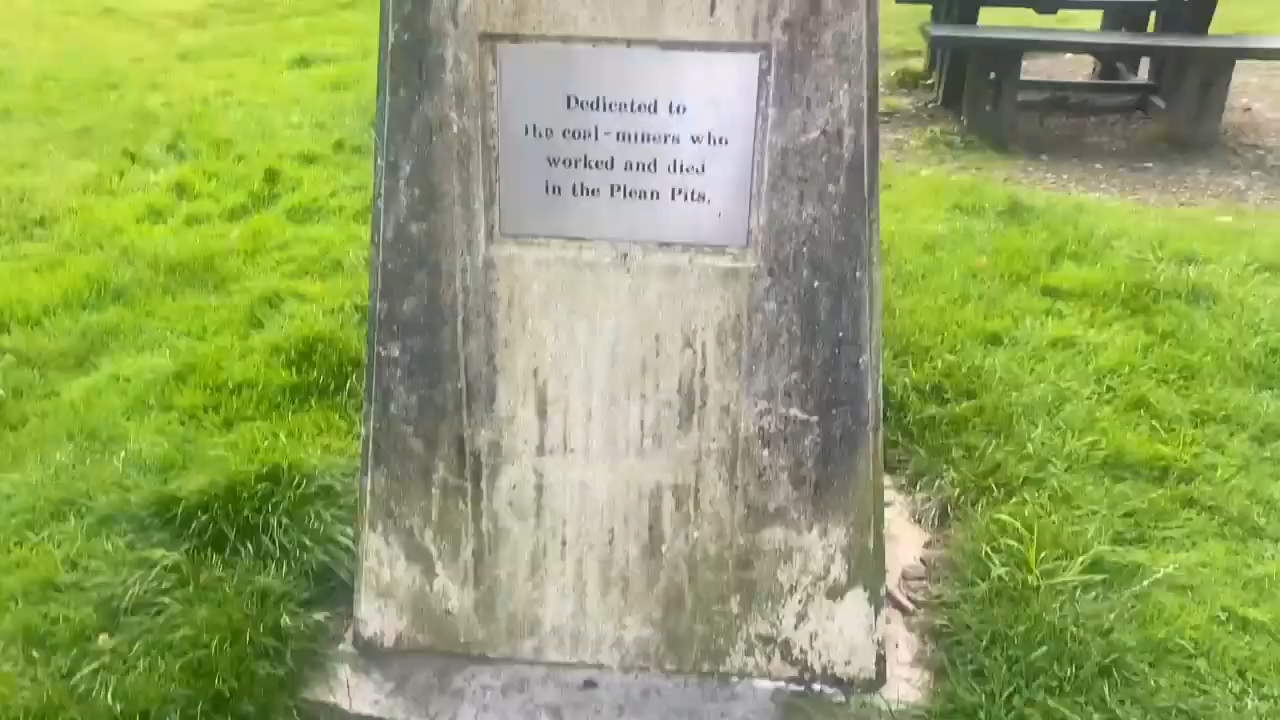 Dedicated to
the coal-miners who
worked and died
in the Plean Pits.